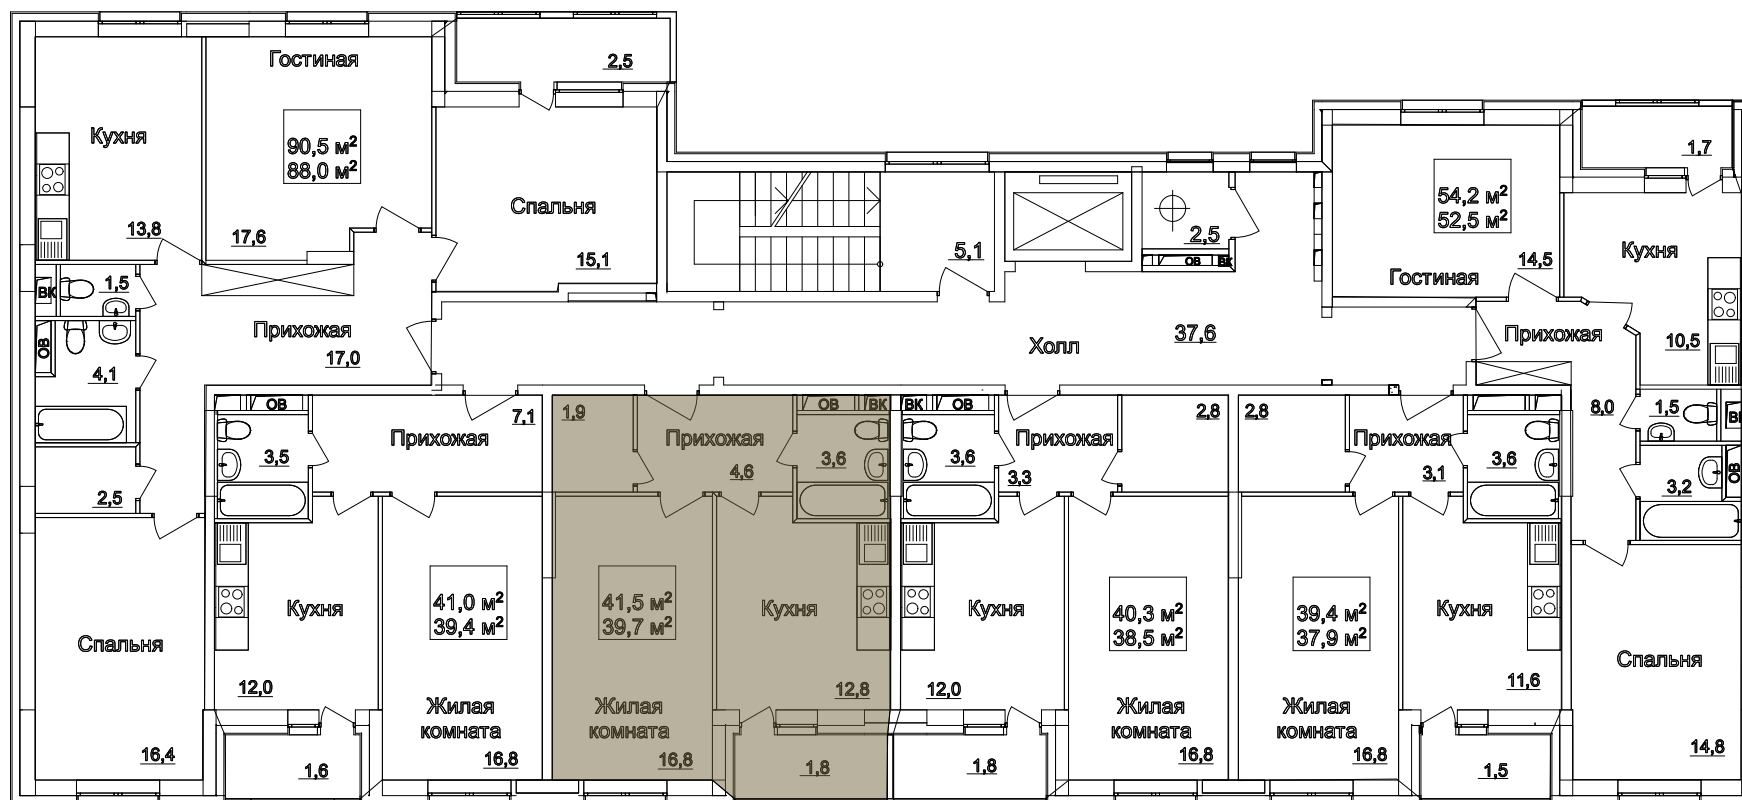 Гостиная
2,5
Кухня
90,5 м²
88,0 м²
13,8
17,6
Спальня
15,1
5,1
2,5
ОВ
ВК
54,2 м²
52,5 м²
1,7
14,5
Гостиная
Кухня
10,5
ВК
1,5
ОВ
4,1
Прихожая
17,0
Холл
37,6
Прихожая
8,0
1,5
ВК
3,2
ОВ
2,5
ОВ
3,5
Прихожая
7,1
1,9
Прихожая
4,6
ОВ
ВК
3,6
ВК
ОВ
3,6
Прихожая
3,3
2,8
2,8
Прихожая
3,1
3,6
Спальня
16,4
Кухня
12,0
1,6
41,0 м²
39,4 м²
Жилая
комната
16,8
41,5 м²
39,7 м²
Жилая
комната
16,8
Кухня
12,8
1,8
Кухня
12,0
1,8
40,3 м²
38,5 м²
Жилая
комната
16,8
39,4 м²
37,9 м²
Жилая
комната
16,8
Кухня
11,6
1,5
Спальня
14,8